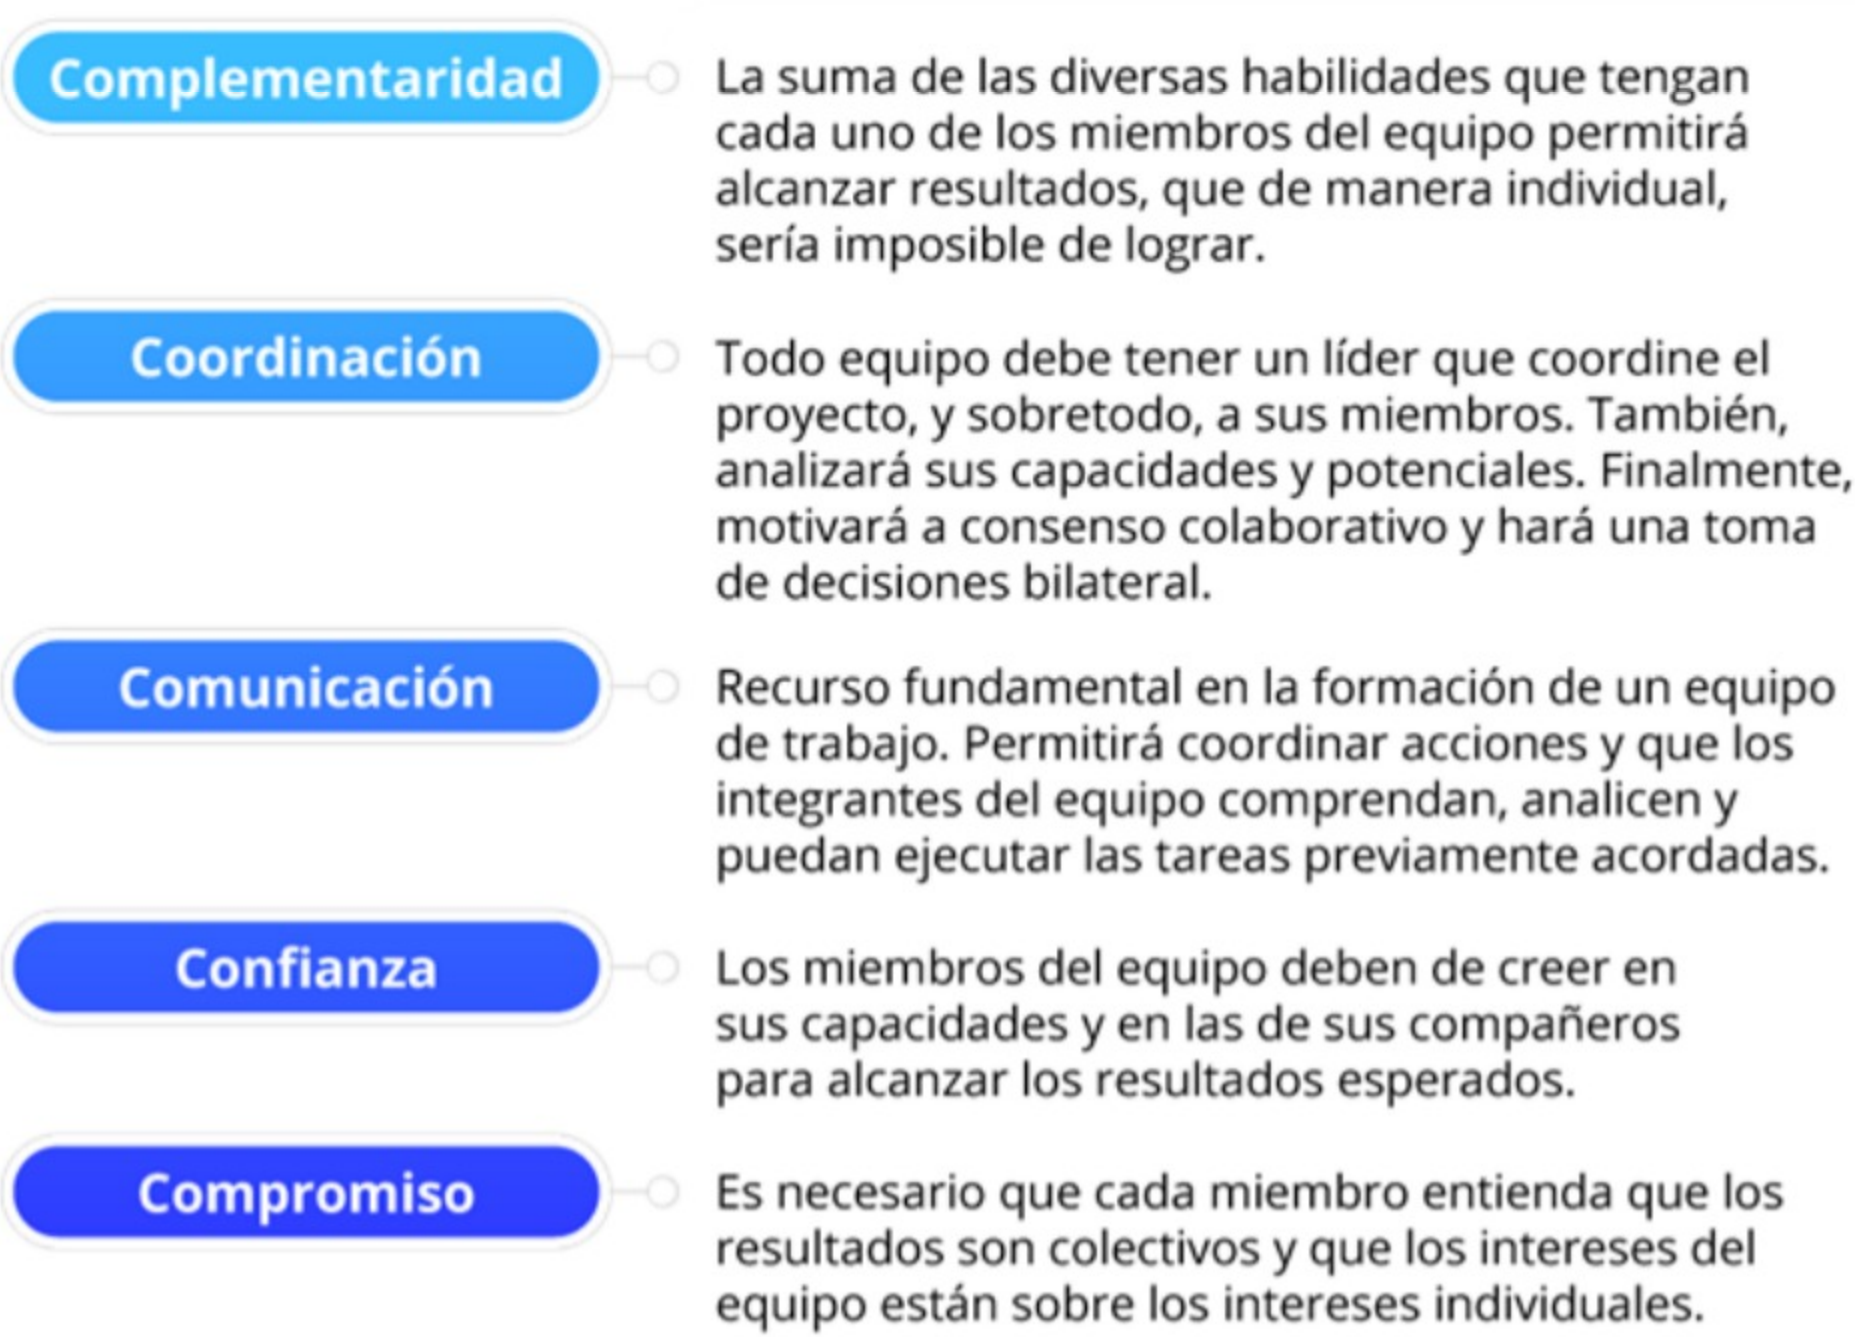 Complementaridad
La suma de las diversas habilidades que tengan
cada uno de los miembros del equipo permitirá
alcanzar resultados, que de manera individual,
sería imposible de lograr.
Coordinación
Todo equipo debe tener un líder que coordine el
proyecto, y sobretodo, a sus miembros. También,
analizará sus capacidades y potenciales. Finalmente,
motivará a consenso colaborativo y hará una toma
de decisiones bilateral.
Comunicación
Recurso fundamental en la formación de un equipo
de trabajo. Permitirá coordinar acciones y que los
integrantes del equipo comprendan, analicen y
puedan ejecutar las tareas previamente acordadas.
Confianza
Los miembros del equipo deben de creer en
sus capacidades y en las de sus compañeros
para alcanzar los resultados esperados.
Compromiso
Es necesario que cada miembro entienda que los
resultados son colectivos y que los intereses del
equipo están sobre los intereses individuales.